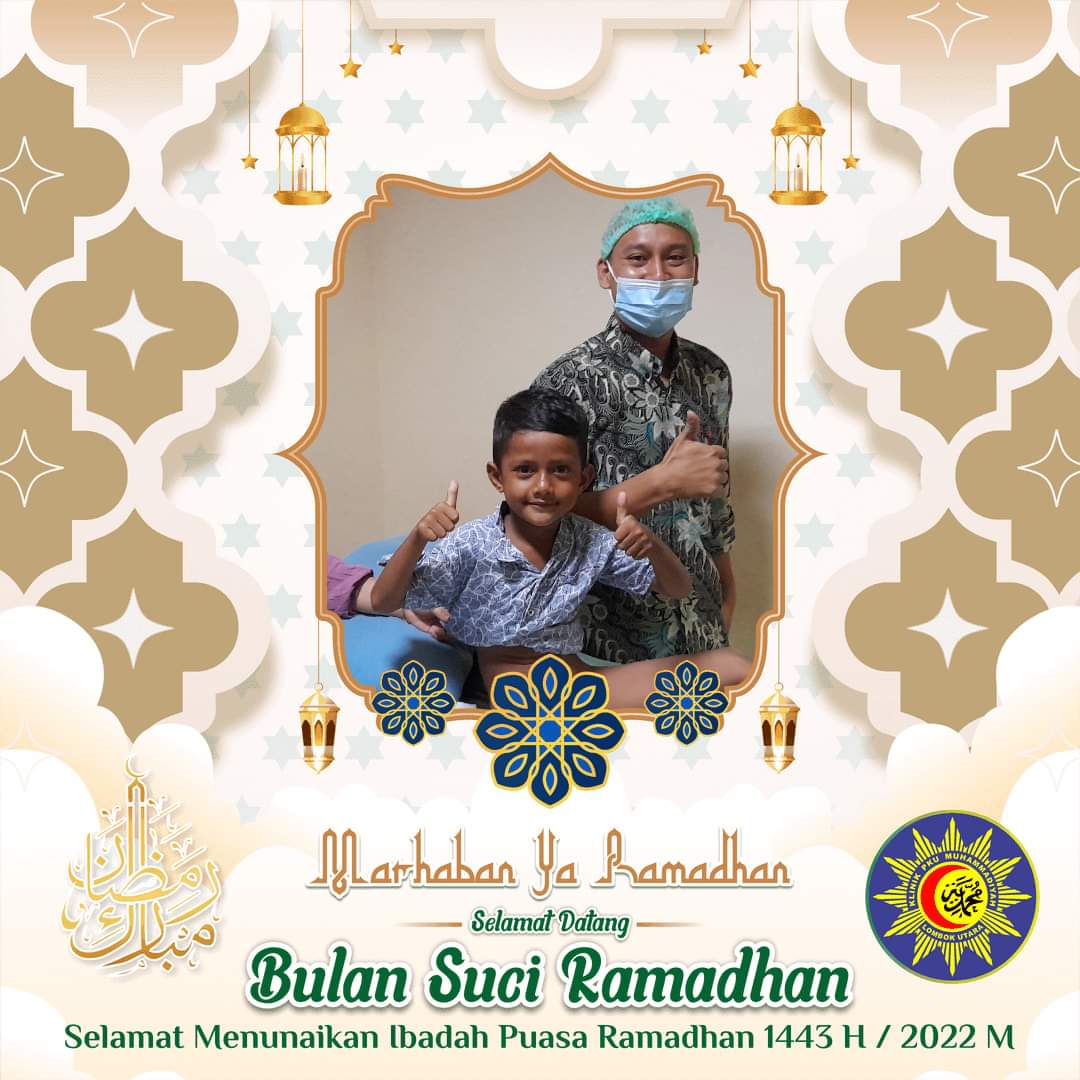 Marhaban Ya Ramadhan
Selamat Datang
Bulan Suci Ramadhan
Selamat Menunaikan Ibadah Puasa Ramadhan 1443 H / 2022 M
رمضان
مبارك
KLINIK PKU MUHAMMADIYAH
محمدية
LOMBOK UTARA